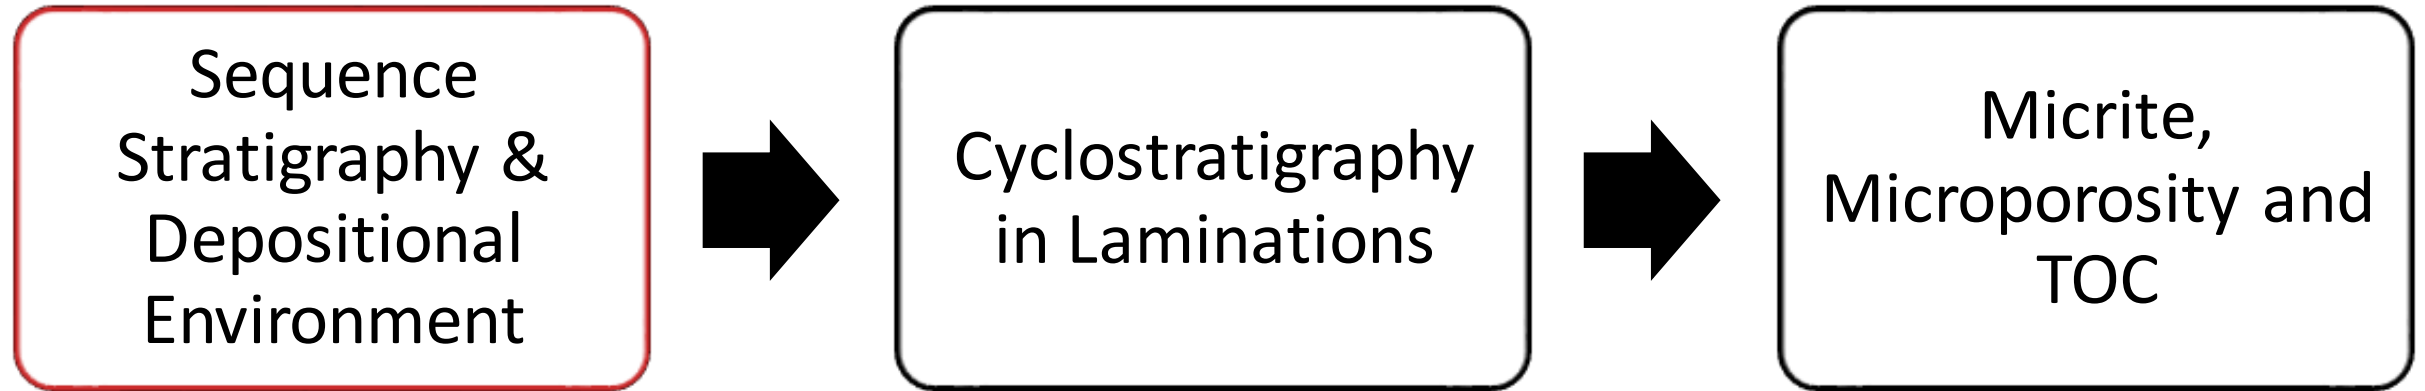 Sequence
Stratigraphy &
Depositional
Environment
Cyclostratigraphy
in Laminations
Micrite,
Microporosity and
TOC